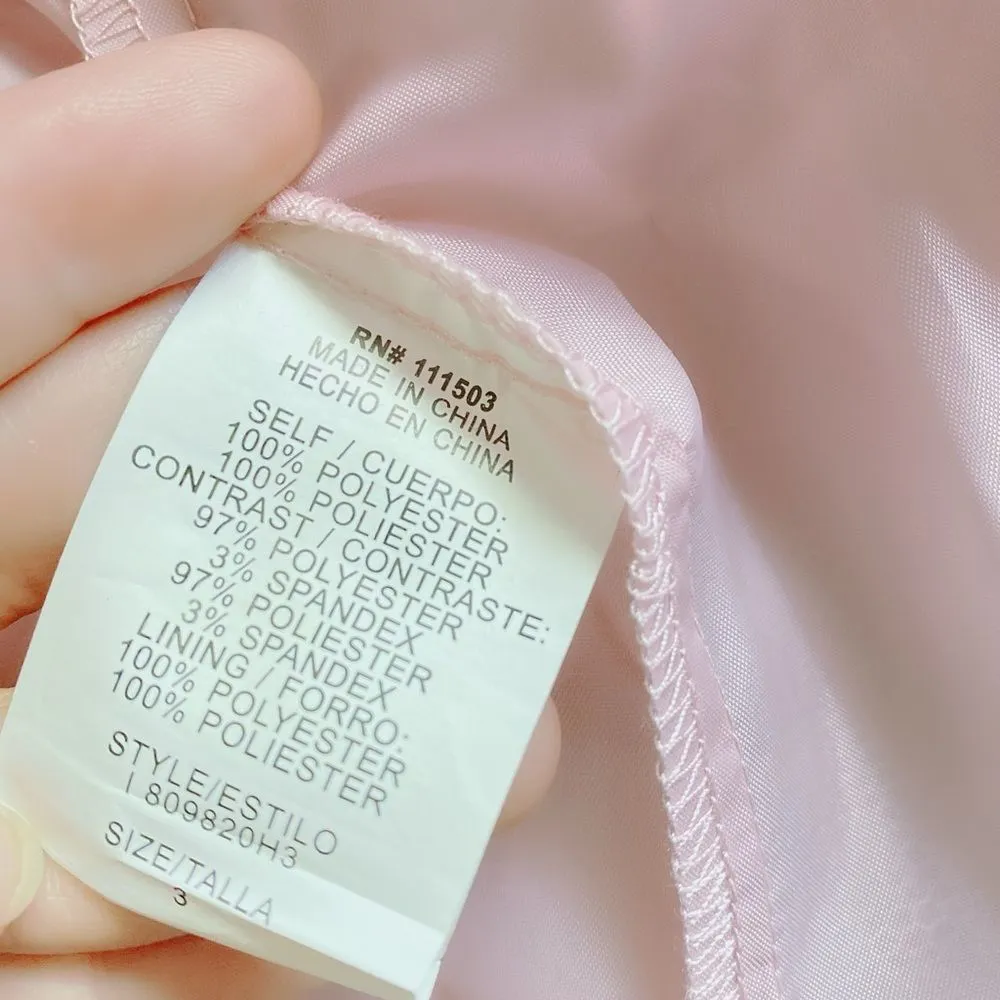 RN# 111503
MADE IN CHINA
HECHO EN CHINA
SELF / CUERPO:
100% POLYESTER
100% POLIESTER
CONTRAST / CONTRASTE:
97% POLYESTER
3% SPANDEX
97% POLIESTER
3% SPANDEX
LINING / FORRO:
100% POLYESTER
100% POLIESTER
STYLE/ESTILO
I 809820H3
SIZE/TALLA
3